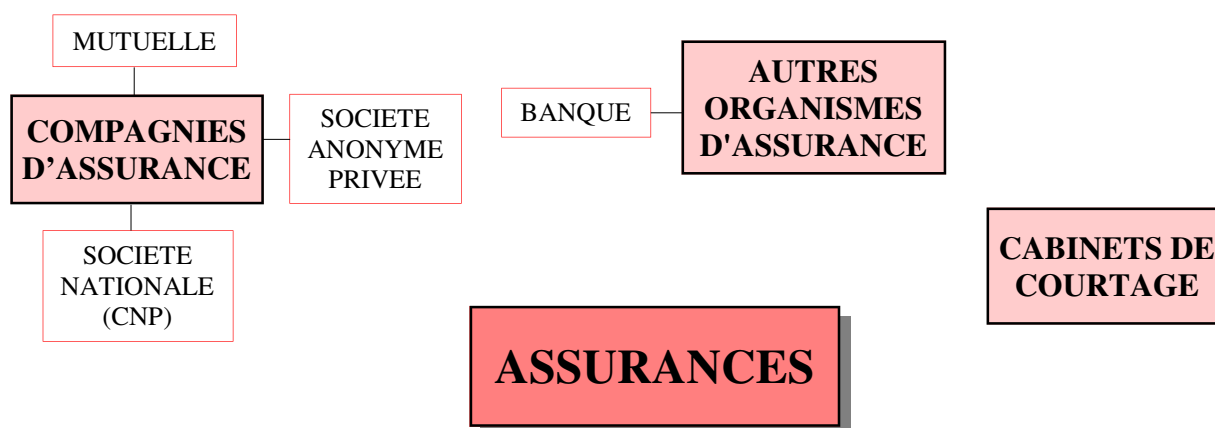 MUTUELLE
COMPAGNIES
D’ASSURANCE
SOCIETE
ANONYME
PRIVEE
SOCIETE
NATIONALE
(CNP)
BANQUE
AUTRES
ORGANISMES
D'ASSURANCE
CABINETS DE
COURTAGE
ASSURANCES